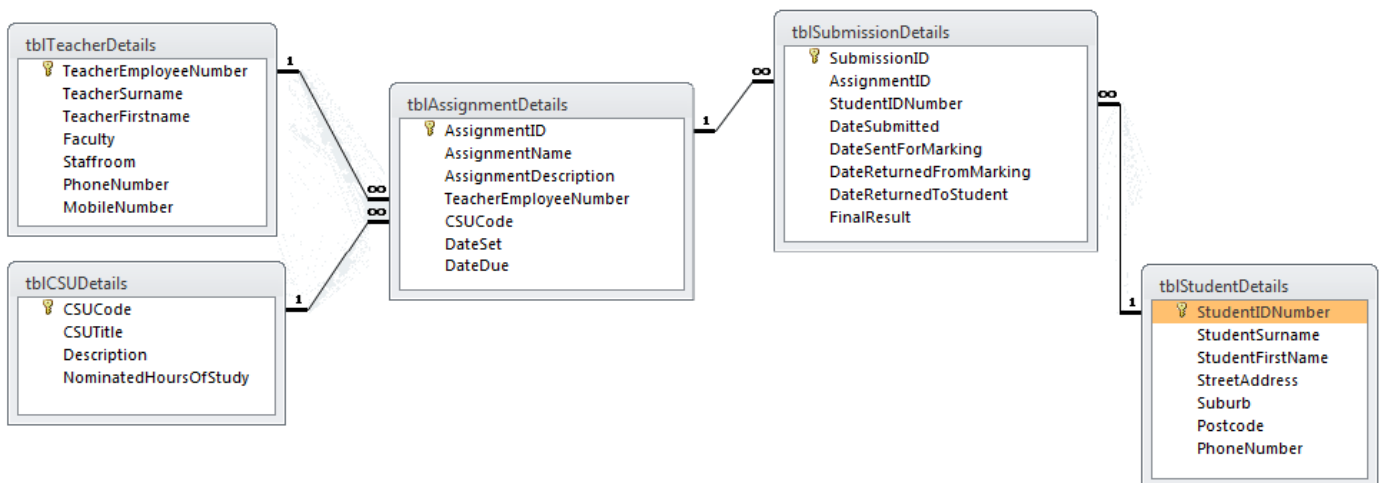 tblTeacherDetails
TeacherEmployeeNumber
TeacherSurname
TeacherFirstname
Faculty
Staffroom
PhoneNumber
MobileNumber
1
∞
tblCSUDetails
CSUCode
CSUTitle
Description
NominatedHoursOfStudy
1
∞
tblAssignmentDetails
AssignmentID
AssignmentName
AssignmentDescription
TeacherEmployeeNumber
CSUCode
DateSet
DateDue
1
∞
tblSubmissionDetails
SubmissionID
AssignmentID
StudentIDNumber
DateSubmitted
DateSentForMarking
DateReturnedFromMarking
DateReturnedToStudent
FinalResult
∞
1
tblStudentDetails
StudentIDNumber
StudentSurname
StudentFirstName
StreetAddress
Suburb
Postcode
PhoneNumber